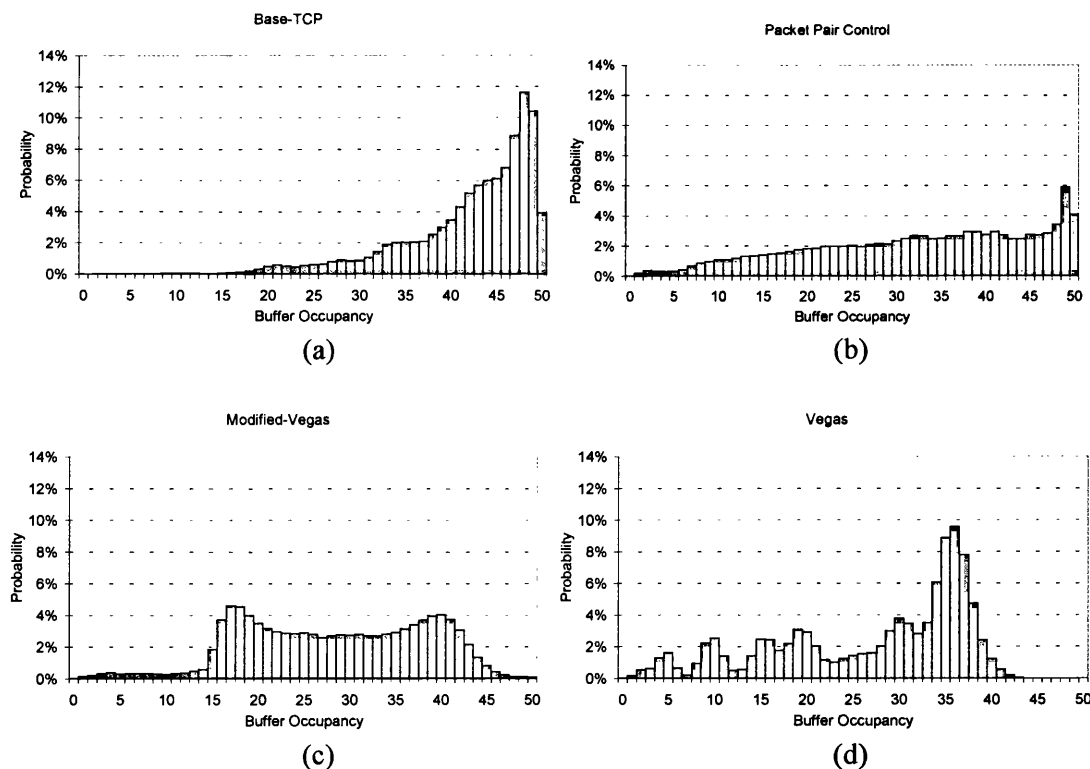 Base-TCP
14%
12%
10%
8%
6%
4%
2%
0%
Probability
0 5 10 15 20 25 30 35 40 45 50
Buffer Occupancy
(a)
Packet Pair Control
14%
12%
10%
8%
6%
4%
2%
0%
Probability
0 5 10 15 20 25 30 35 40 45 50
Buffer Occupancy
(b)
Modified-Vegas
14%
12%
10%
8%
6%
4%
2%
0%
Probability
0 5 10 15 20 25 30 35 40 45 50
Buffer Occupancy
(c)
Vegas
14%
12%
10%
8%
6%
4%
2%
0%
Probability
0 5 10 15 20 25 30 35 40 45 50
Buffer Occupancy
(d)